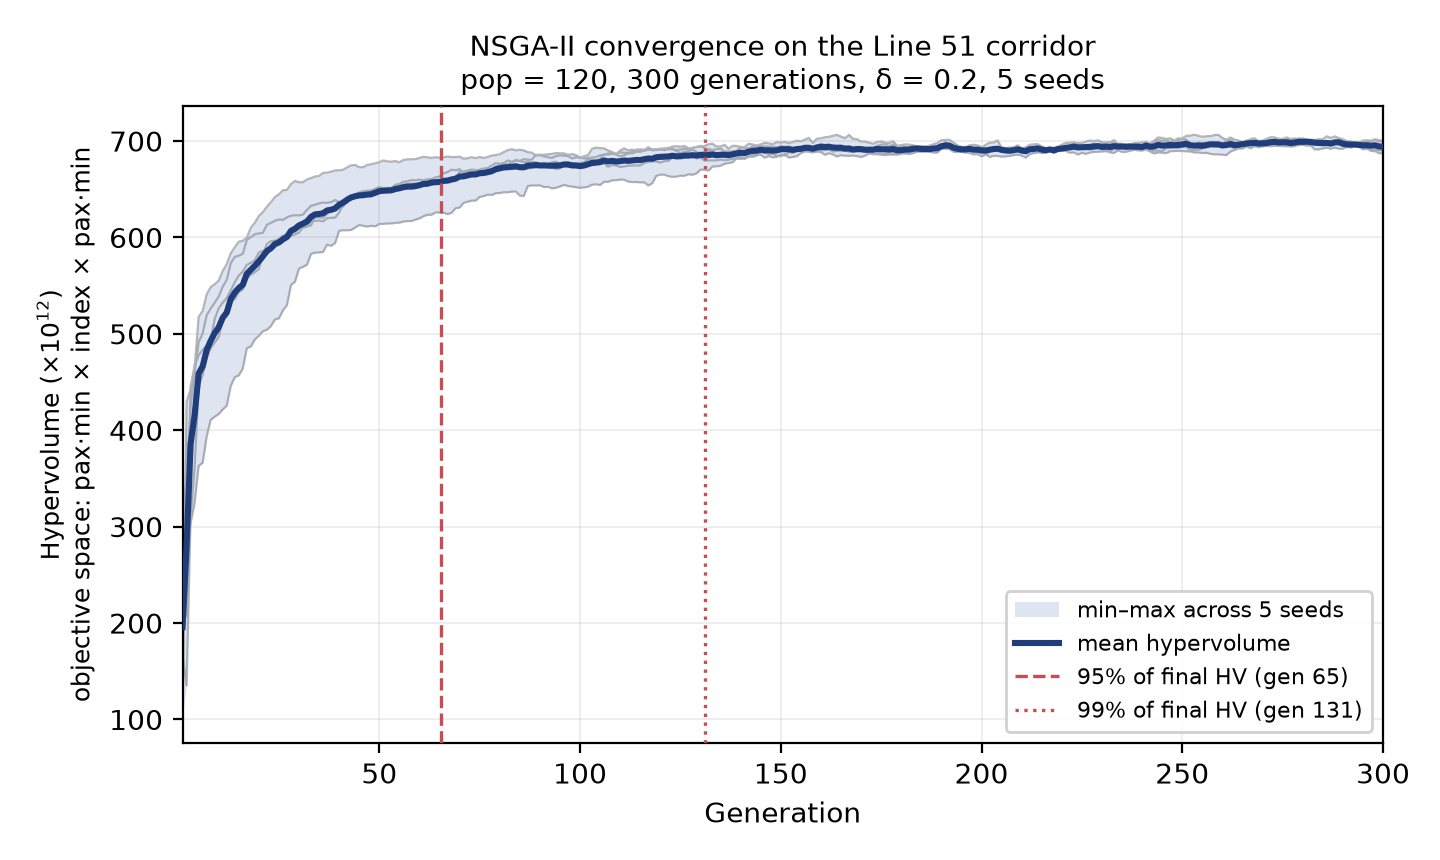 NSGA-II convergence on the Line 51 corridor
pop = 120, 300 generations, δ = 0.2, 5 seeds
Hypervolume (×10¹²)
objective space: pax·min × index × pax·min
700
600
500
400
300
200
100
50
100
150
200
250
300
Generation
min–max across 5 seeds
mean hypervolume
95% of final HV (gen 65)
99% of final HV (gen 131)